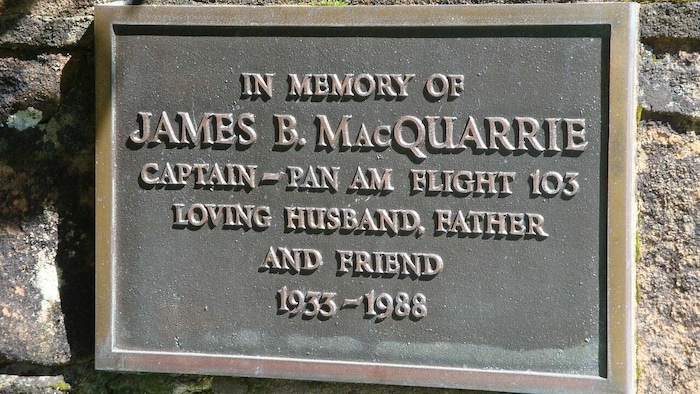 IN MEMORY OF
JAMES B. MACQUARRIE
CAPTAIN – PAN AM FLIGHT 103
LOVING HUSBAND, FATHER
AND FRIEND
1933 – 1988